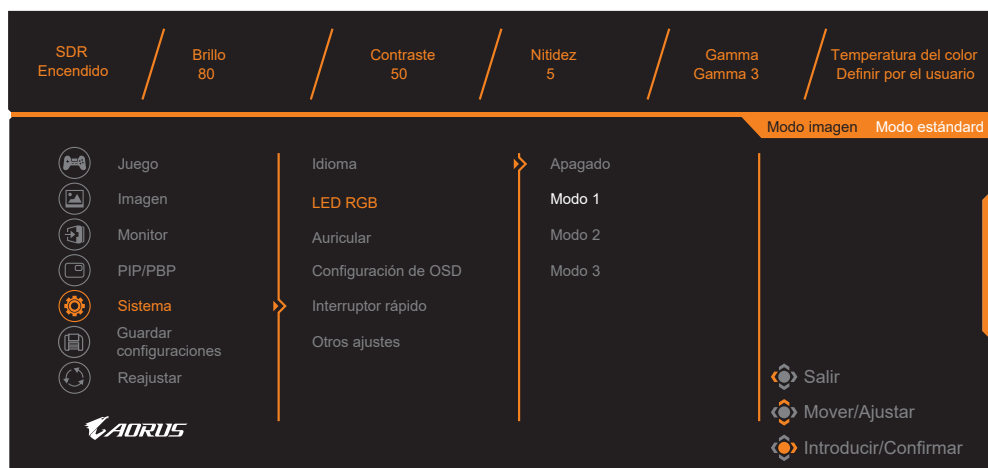 SDR
Encendido
Brillo
80
Contraste
50
Nitidez
5
Gamma
Gamma 3
Temperatura del color
Definir por el usuario
Modo imagen Modo estándard
Juego
Imagen
Monitor
PIP/PBP
Sistema
Guardar
configuraciones
Reajustar
Idioma
LED RGB
Auricular
Configuración de OSD
Interruptor rápido
Otros ajustes
Apagado
Modo 1
Modo 2
Modo 3
Salir
Mover/Ajustar
Introducir/Confirmar
AORUS